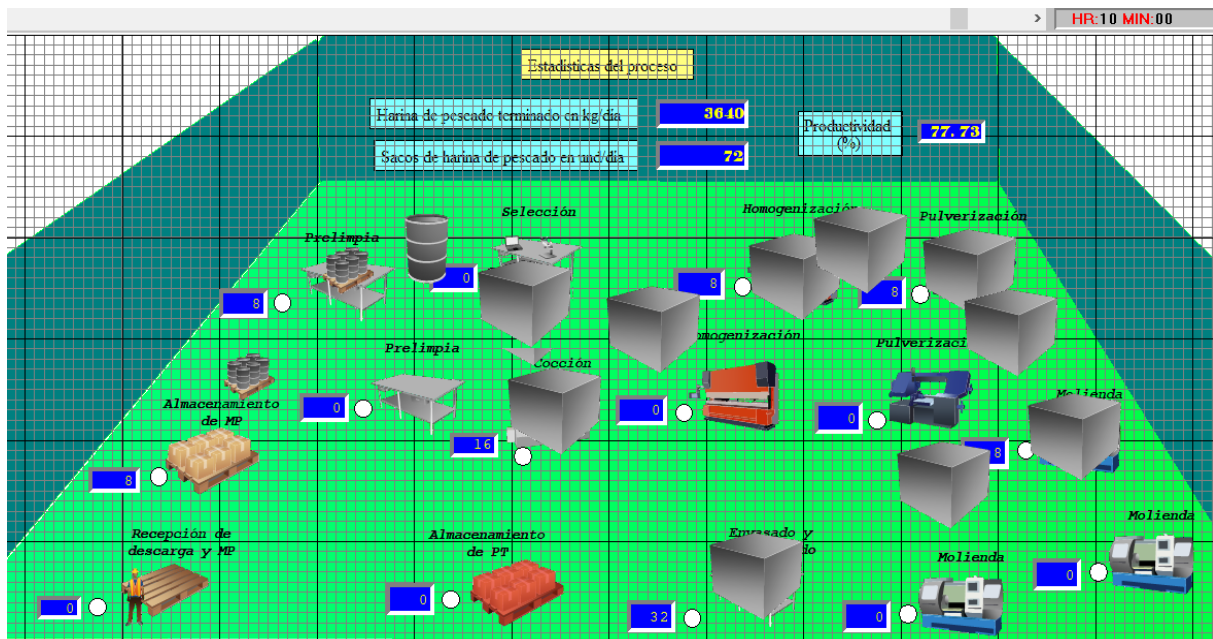 HR:10 MIN:00
Estadísticas del proceso
Harina de pescado terminado en kg/día
3640
Productividad
(%)
77.73
Sacos de harina de pescado en und/día
72
Selección
Homogenización
Pulverización
Prelimpia
0
8
8
8
Homogenización
Prelimpia
Cocción
Molienda
Almacenamiento
de MP
0
0
0
16
8
8
Recepción de
descarga y MP
Almacenamiento
de PT
Envasado y
Molienda
Molienda
0
0
0
32
0